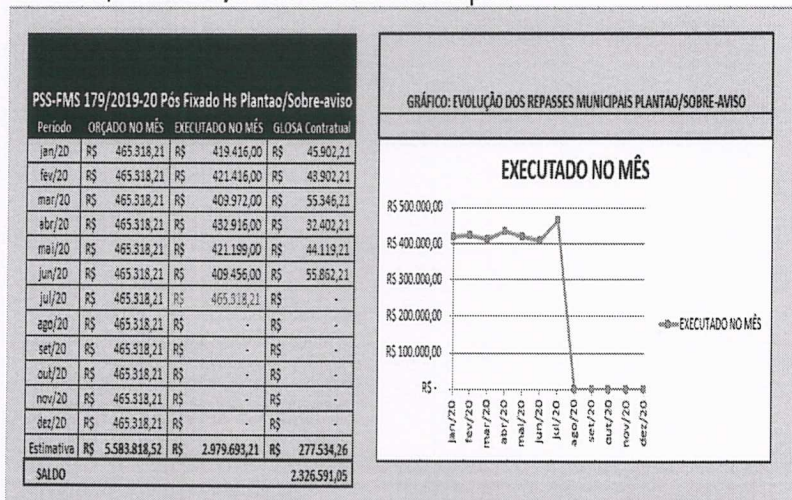 PSS-FMS 179/2019-20 Pós Fixado Hs Plantao/Sobre-aviso
Período ORÇADO NO MÊS EXECUTADO NO MÊS GLOSA Contratual
jan/20 R$ 465.318,21 R$ 419.416,00 R$ 45.902,21
fev/20 R$ 465.318,21 R$ 421.416,00 R$ 43.902,21
mar/20 R$ 465.318,21 R$ 409.972,00 R$ 55.346,21
abr/20 R$ 465.318,21 R$ 432.916,00 R$ 32.402,21
mai/20 R$ 465.318,21 R$ 421.199,00 R$ 44.119,21
jun/20 R$ 465.318,21 R$ 409.456,00 R$ 55.862,21
jul/20 R$ 465.318,21 R$ 465.318,21 R$ -
ago/20 R$ 465.318,21 R$ - R$ -
set/20 R$ 465.318,21 R$ - R$ -
out/20 R$ 465.318,21 R$ - R$ -
nov/20 R$ 465.318,21 R$ - R$ -
dez/20 R$ 465.318,21 R$ - R$ -
Estimativa R$ 5.583.818,52 R$ 2.979.693,21 R$ 277.534,26
SALDO 2.326.591,05
GRÁFICO: EVOLUÇÃO DOS REPASSES MUNICIPAIS PLANTAO/SOBRE-AVISO
EXECUTADO NO MÊS
R$ 500.000,00
R$ 400.000,00
R$ 300.000,00
R$ 200.000,00
R$ 100.000,00
R$ -
EXECUTADO NO MÊS
jan/20
fev/20
mar/20
abr/20
mai/20
jun/20
jul/20
ago/20
set/20
out/20
nov/20
dez/20